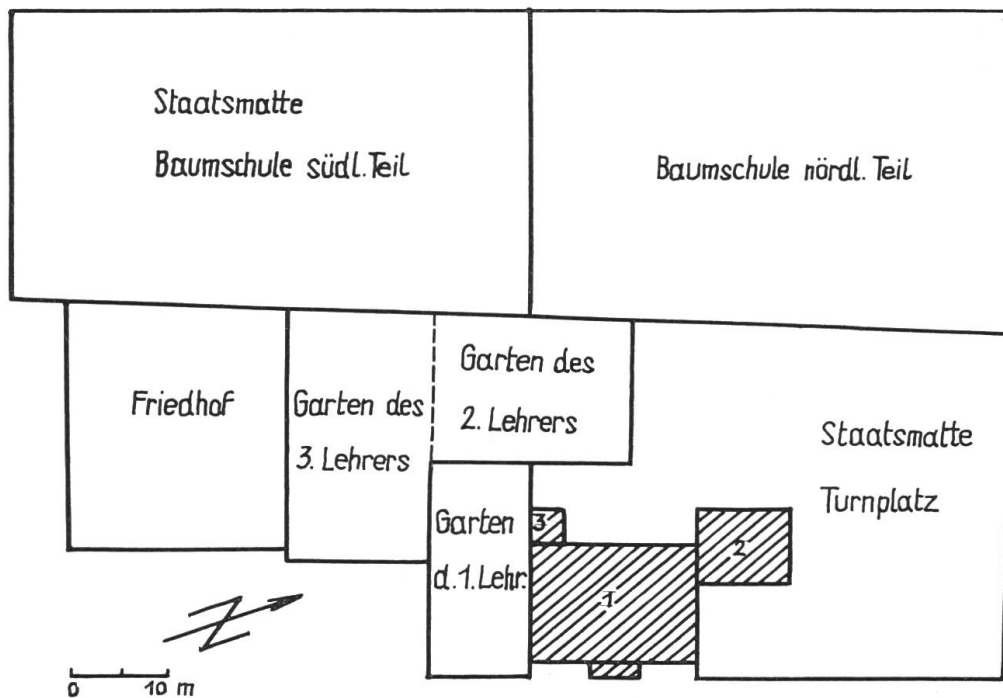 Staatsmatte
Baumschule südl. Teil
Baumschule nördl. Teil
Friedhof
Garten des
3. Lehrers
Garten des
2. Lehrers
Staatsmatte
Turnplatz
Garten
d. 1. Lehr.
3
2
1
N
0 10 m